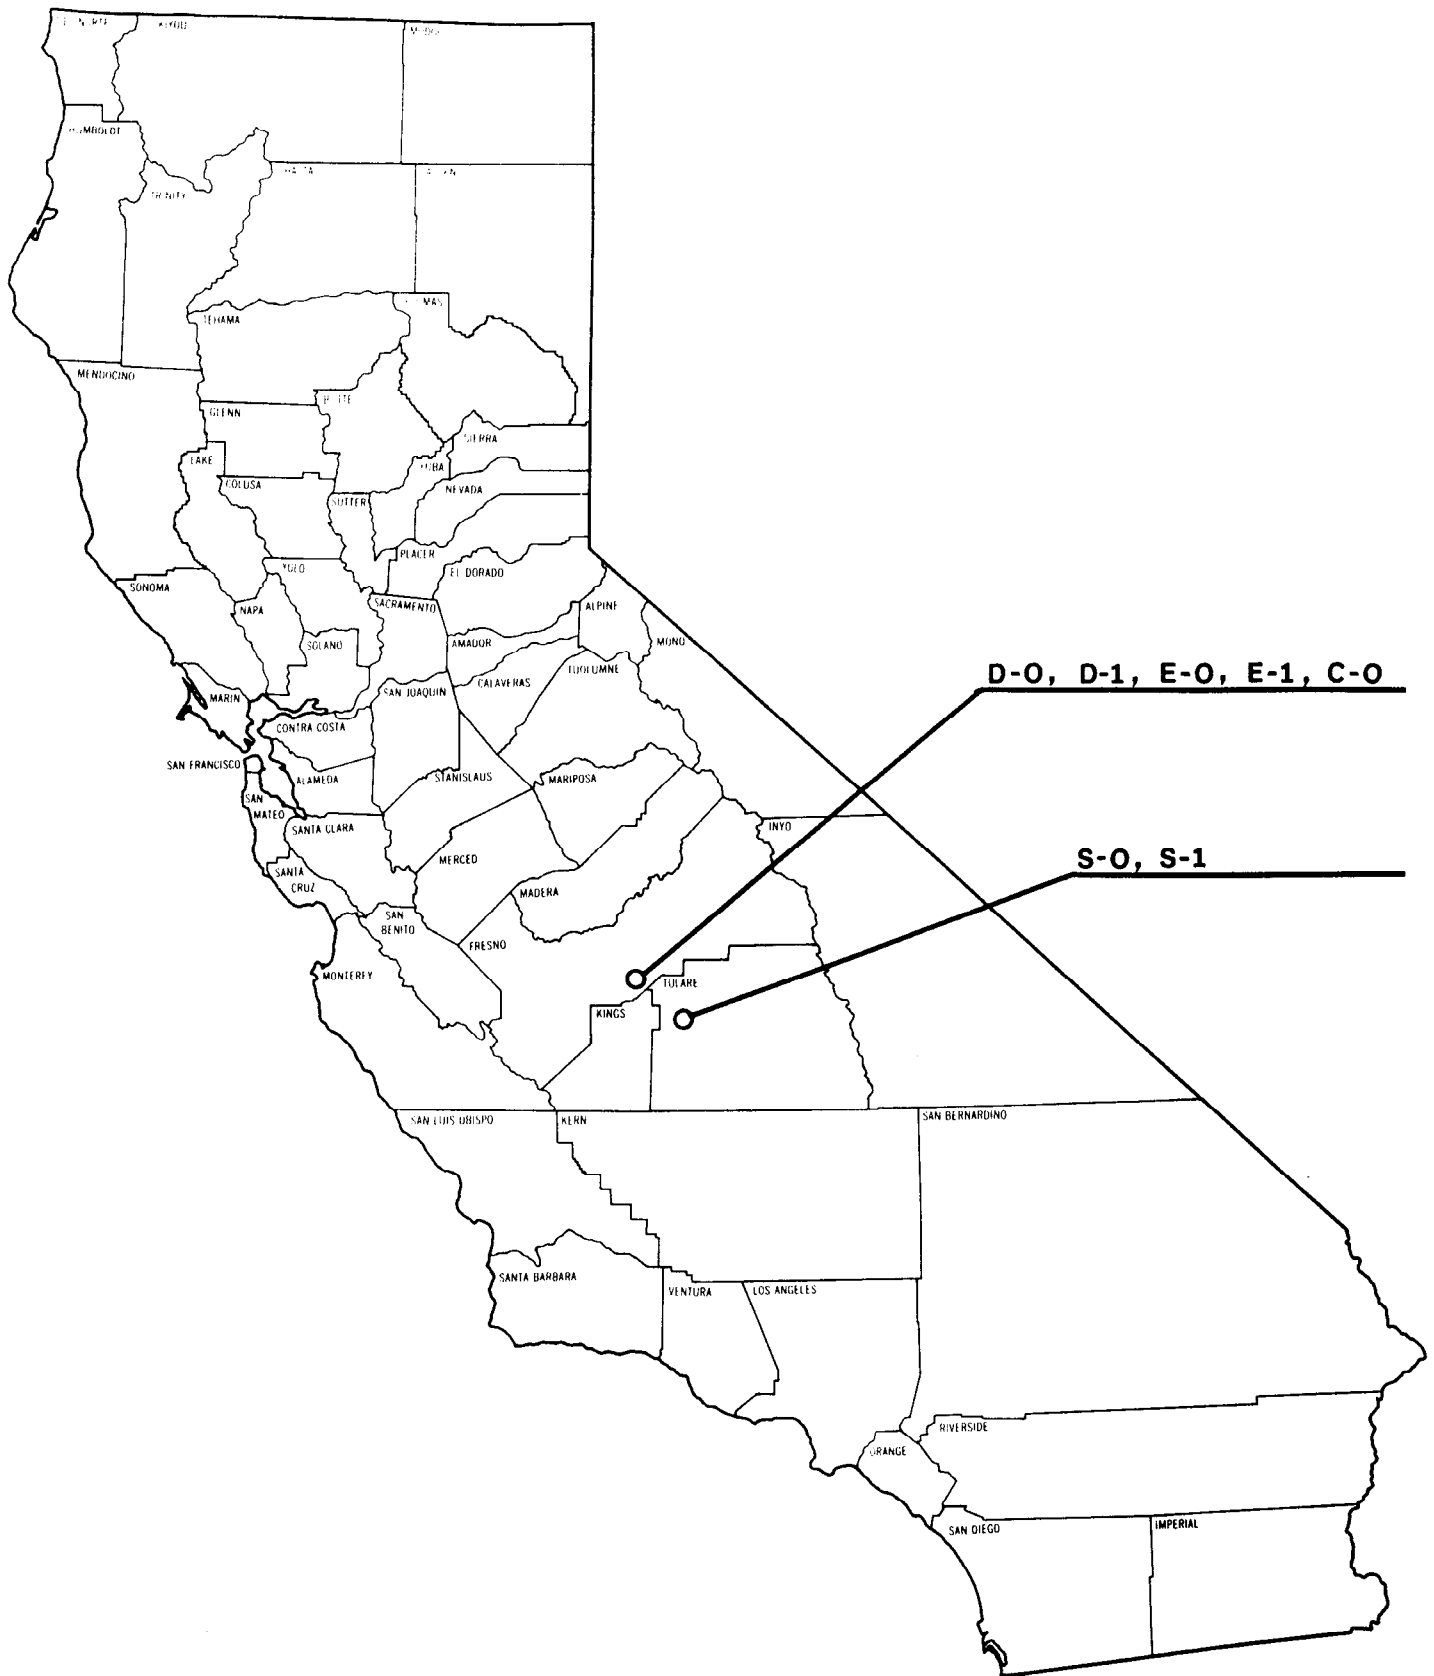 HUMBOLDT
TRINITY
TEHAMA
MENDOCINO
GLENN
SIERRA
LAKE
COLUSA
NEVADA
SUTTER
PLACER
YOLO
EL DORADO
SONOMA
NAPA
SACRAMENTO
ALPINE
SOLANO
AMADOR
MONO
TUOLUMNE
D-O, D-1, E-O, E-1, C-O
CALAVERAS
SAN JOAQUIN
MARIN
CONTRA COSTA
SAN FRANCISCO
ALAMEDA
STANISLAUS
MARIPOSA
SAN
MATEO
SANTA CLARA
INYO
MERCED
S-O, S-1
SANTA
CRUZ
MADERA
SAN
BENITO
FRESNO
MONTEREY
TULARE
KINGS
SAN LUIS OBISPO
KERN
SAN BERNARDINO
SANTA BARBARA
VENTURA
LOS ANGELES
RIVERSIDE
ORANGE
SAN DIEGO
IMPERIAL